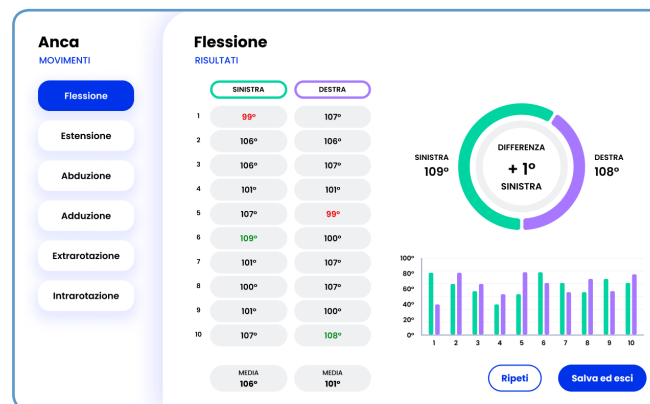 Anca
MOVIMENTI
Flessione
Estensione
Abduzione
Adduzione
Extrarotazione
Intrarotazione
Flessione
RISULTATI
SINISTRA DESTRA
1 99° 107°
2 106° 106°
3 106° 107°
4 101° 101°
5 107° 99°
6 109° 100°
7 101° 107°
8 100° 107°
9 101° 100°
10 107° 108°
MEDIA MEDIA
106° 101°
DIFFERENZA
+ 1°
SINISTRA
SINISTRA
109°
DESTRA
108°
100°
80°
60°
40°
20°
0°
1 2 3 4 5 6 7 8 9 10
Ripeti
Salva ed esci